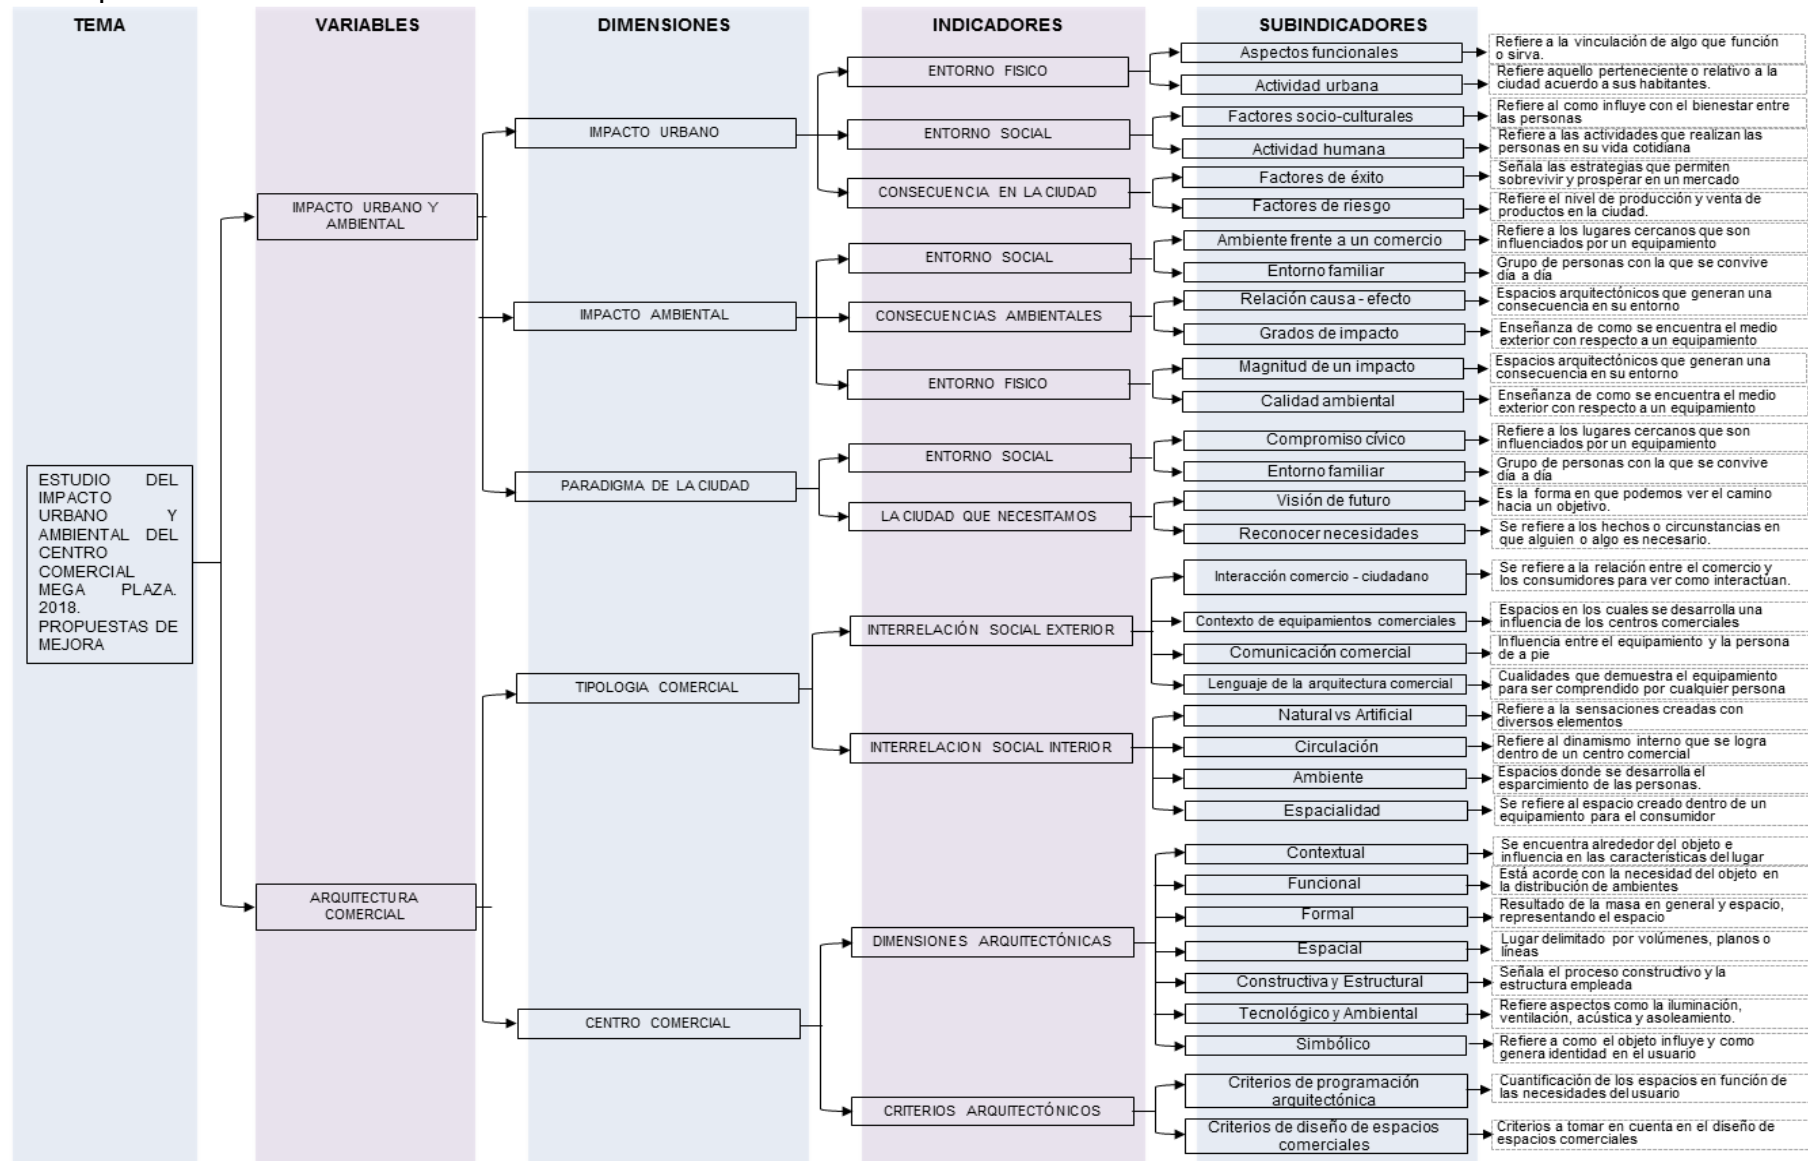 TEMA
VARIABLES
DIMENSIONES
INDICADORES
SUBINDICADORES
ESTUDIO DEL
IMPACTO
URBANO Y
AMBIENTAL DEL
CENTRO
COMERCIAL
MEGA PLAZA.
2018.
PROPUESTAS DE
MEJORA
IMPACTO URBANO Y
AMBIENTAL
ARQUITECTURA
COMERCIAL
IMPACTO URBANO
IMPACTO AMBIENTAL
PARADIGMA DE LA CIUDAD
TIPOLOGIA COMERCIAL
CENTRO COMERCIAL
ENTORNO FISICO
ENTORNO SOCIAL
CONSECUENCIA EN LA CIUDAD
ENTORNO SOCIAL
CONSECUENCIAS AMBIENTALES
ENTORNO FISICO
ENTORNO SOCIAL
LA CIUDAD QUE NECESITAMOS
INTERRELACIÓN SOCIAL EXTERIOR
INTERRELACION SOCIAL INTERIOR
DIMENSIONES ARQUITECTÓNICAS
CRITERIOS ARQUITECTÓNICOS
Aspectos funcionales
Refiere a la vinculación de algo que función
o sirva.
Actividad urbana
Refiere aquello perteneciente o relativo a la
ciudad acuerdo a sus habitantes.
Factores socio-culturales
Refiere al como influye con el bienestar entre
las personas
Actividad humana
Refiere a las actividades que realizan las
personas en su vida cotidiana
Factores de éxito
Señala las estrategias que permiten
sobrevivir y prosperar en un mercado
Factores de riesgo
Refiere el nivel de producción y venta de
productos en la ciudad.
Ambiente frente a un comercio
Refiere a los lugares cercanos que son
influenciados por un equipamiento
Entorno familiar
Grupo de personas con la que se convive
día a día
Relación causa - efecto
Espacios arquitectónicos que generan una
consecuencia en su entorno
Grados de impacto
Enseñanza de como se encuentra el medio
exterior con respecto a un equipamiento
Magnitud de un impacto
Espacios arquitectónicos que generan una
consecuencia en su entorno
Calidad ambiental
Enseñanza de como se encuentra el medio
exterior con respecto a un equipamiento
Compromiso cívico
Refiere a los lugares cercanos que son
influenciados por un equipamiento
Entorno familiar
Grupo de personas con la que se convive
día a día
Visión de futuro
Es la forma en que podemos ver el camino
hacia un objetivo.
Reconocer necesidades
Se refiere a los hechos o circunstancias en
que alguien o algo es necesario.
Interacción comercio - ciudadano
Se refiere a la relación entre el comercio y
los consumidores para ver como interactúan.
Contexto de equipamientos comerciales
Espacios en los cuales se desarrolla una
influencia de los centros comerciales
Comunicación comercial
Influencia entre el equipamiento y la persona
de a pie
Lenguaje de la arquitectura comercial
Cualidades que demuestra el equipamiento
para ser comprendido por cualquier persona
Natural vs Artificial
Refiere a la sensaciones creadas con
diversos elementos
Circulación
Refiere al dinamismo interno que se logra
dentro de un centro comercial
Ambiente
Espacios donde se desarrolla el
esparcimiento de las personas.
Espacialidad
Se refiere al espacio creado dentro de un
equipamiento para el consumidor
Contextual
Se encuentra alrededor del objeto e
influencia en las características del lugar
Funcional
Está acorde con la necesidad del objeto en
la distribución de ambientes
Formal
Resultado de la masa en general y espacio,
representando el espacio
Espacial
Lugar delimitado por volúmenes, planos o
líneas
Constructiva y Estructural
Señala el proceso constructivo y la
estructura empleada
Tecnológico y Ambiental
Refiere aspectos como la iluminación,
ventilación, acústica y asoleamiento.
Simbólico
Refiere a como el objeto influye y como
genera identidad en el usuario
Criterios de programación
arquitectónica
Cuantificación de los espacios en función de
las necesidades del usuario
Criterios de diseño de espacios
comerciales
Criterios a tomar en cuenta en el diseño de
espacios comerciales